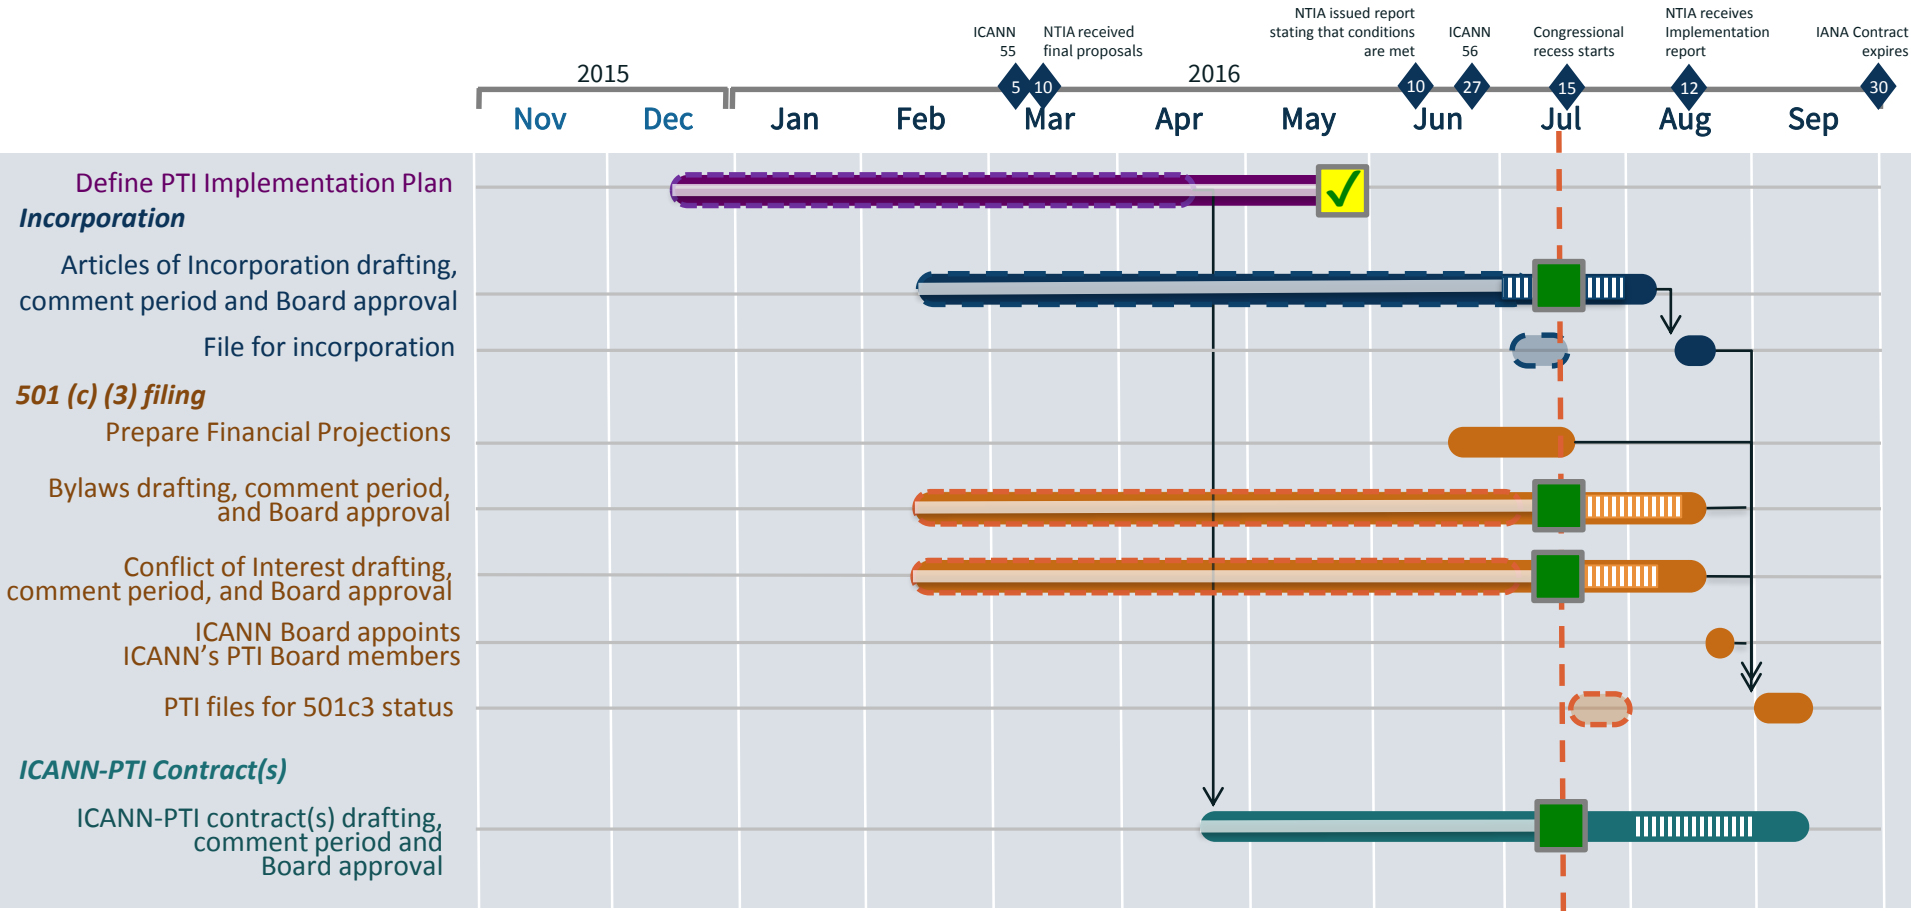 ICANN
55
NTIA received
final proposals
NTIA issued report
stating that conditions
are met
ICANN
56
Congressional
recess starts
NTIA receives
Implementation
report
IANA Contract
expires
2015
2016
5
10
10
27
15
12
30
Nov
Dec
Jan
Feb
Mar
Apr
May
Jun
Jul
Aug
Sep
Define PTI Implementation Plan
Incorporation
Articles of Incorporation drafting,
comment period and Board approval
File for incorporation
501 (c) (3) filing
Prepare Financial Projections
Bylaws drafting, comment period,
and Board approval
Conflict of Interest drafting,
comment period, and Board approval
ICANN Board appoints
ICANN’s PTI Board members
PTI files for 501c3 status
ICANN-PTI Contract(s)
ICANN-PTI contract(s) drafting,
comment period and
Board approval